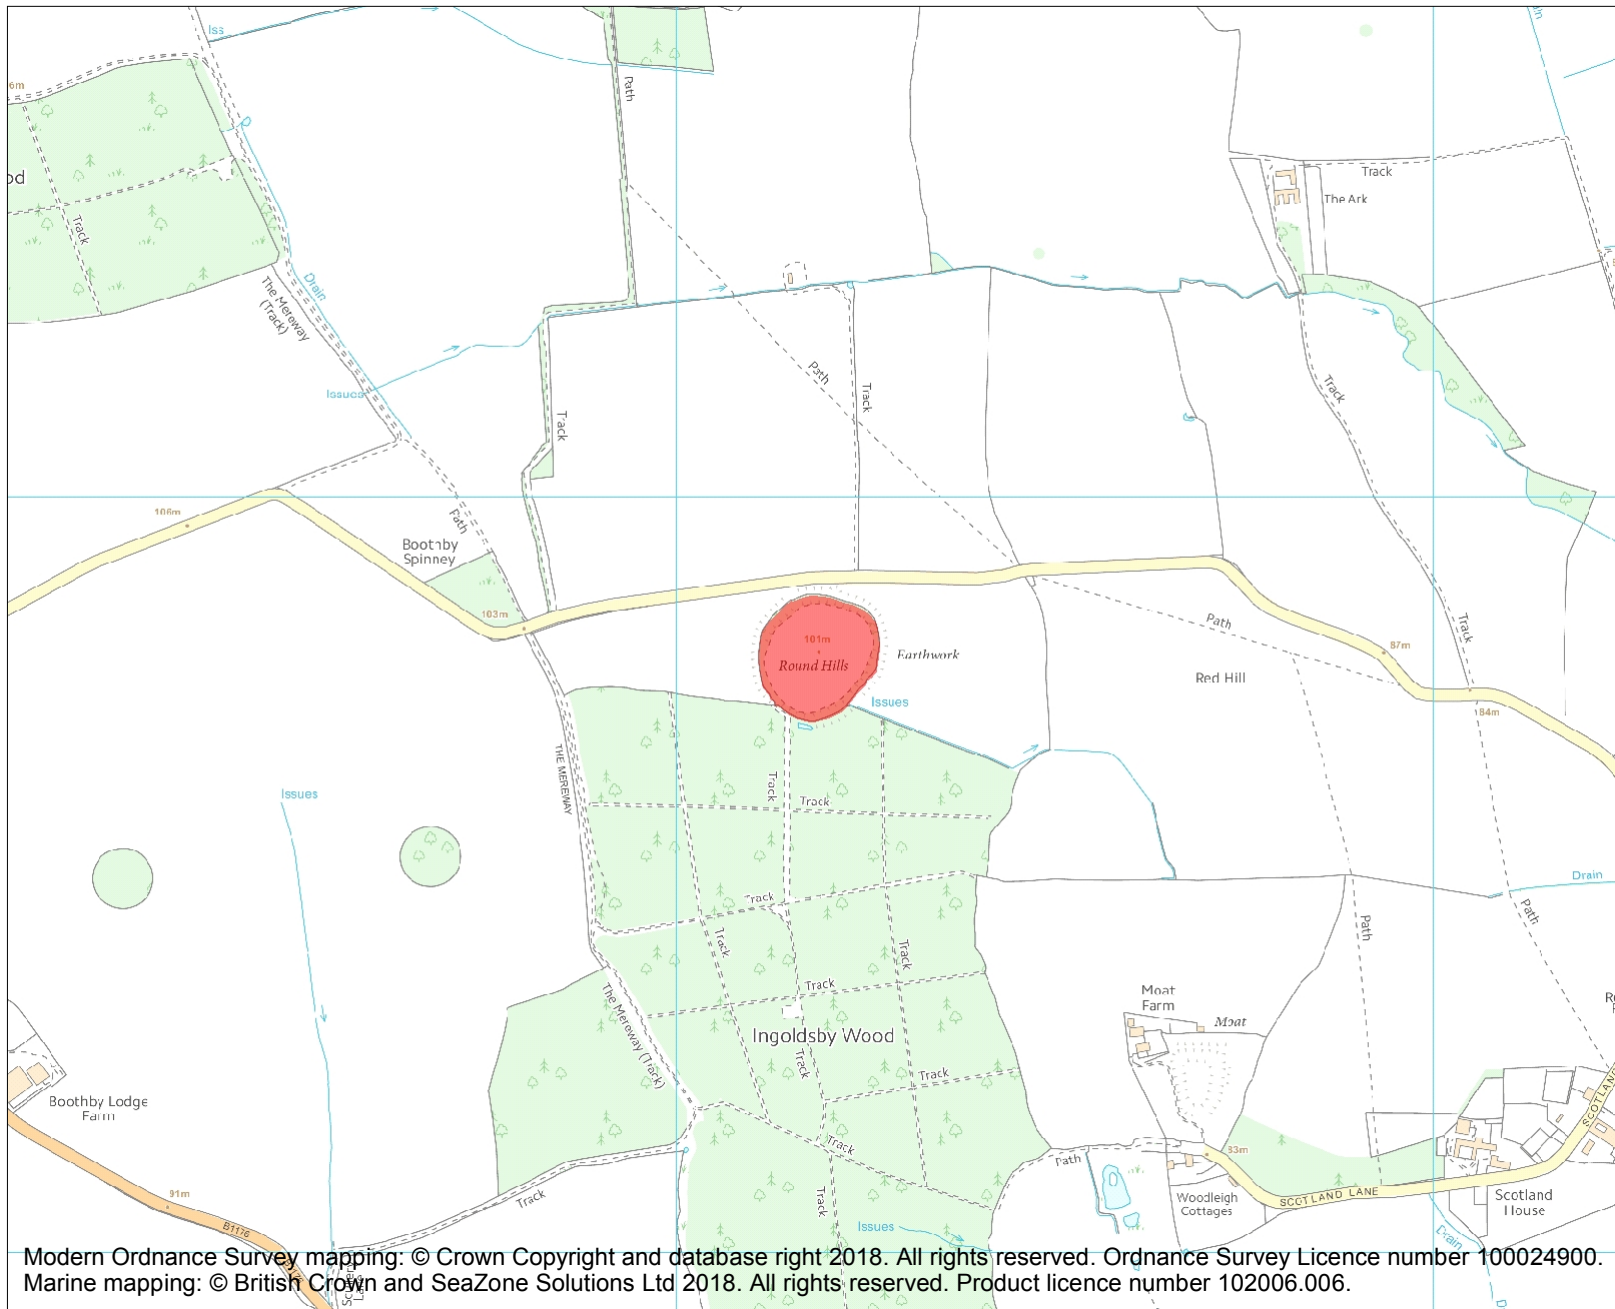 Iss
6m
Path
od
Track
Track
The Ark
Track
Drain
The Mereway
(Track)
Path
Track
Track
Issues
Track
106m
Path
Boothby
Spinney
103m
101m
Round Hills
Earthwork
Path
Track
87m
Red Hill
Issues
84m
THE MEREWAY
Track
Track
Issues
Drain
Track
Path
Path
Track
Track
Track
The Mereway (Track)
Moat
Farm
Moat
Ingoldsby Wood
Track
Track
Boothby Lodge
Farm
SCOTLAND
Track
83m
Path
Track
Track
91m
Woodleigh
Cottages
SCOTLAND LANE
Scotland
House
B1176
Issues
Drain
Modern Ordnance Survey mapping: © Crown Copyright and database right 2018. All rights reserved. Ordnance Survey Licence number 100024900.
Marine mapping: © British Crown and SeaZone Solutions Ltd 2018. All rights reserved. Product licence number 102006.006.